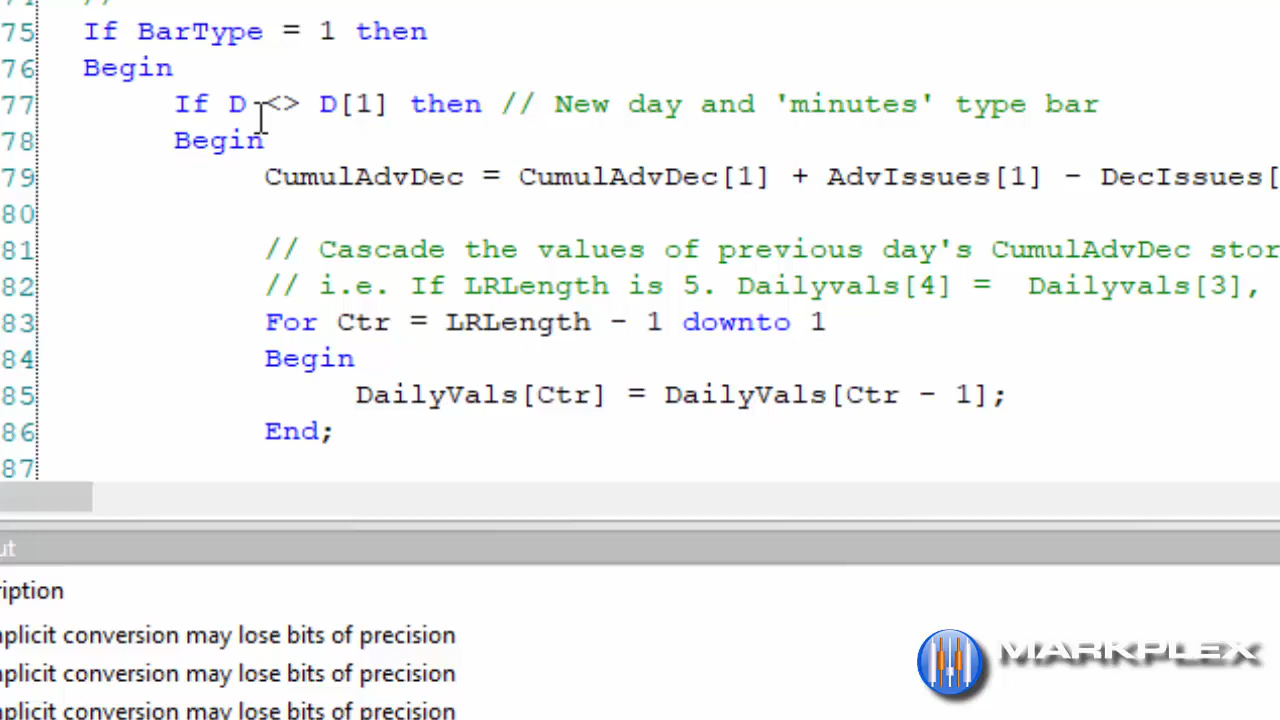 74 //
75 If BarType = 1 then
76 Begin
77 If D <> D[1] then // New day and 'minutes' type bar
78 Begin
79 CumulAdvDec = CumulAdvDec[1] + AdvIssues[1] - DecIssues[
80
81 // Cascade the values of previous day's CumulAdvDec stor
82 // i.e. If LRLength is 5. Dailyvals[4] = Dailyvals[3],
83 For Ctr = LRLength - 1 downto 1
84 Begin
85 DailyVals[Ctr] = DailyVals[Ctr - 1];
86 End;
87
ut
ription
plicit conversion may lose bits of precision
plicit conversion may lose bits of precision
plicit conversion may lose bits of precision
MARKPLEX